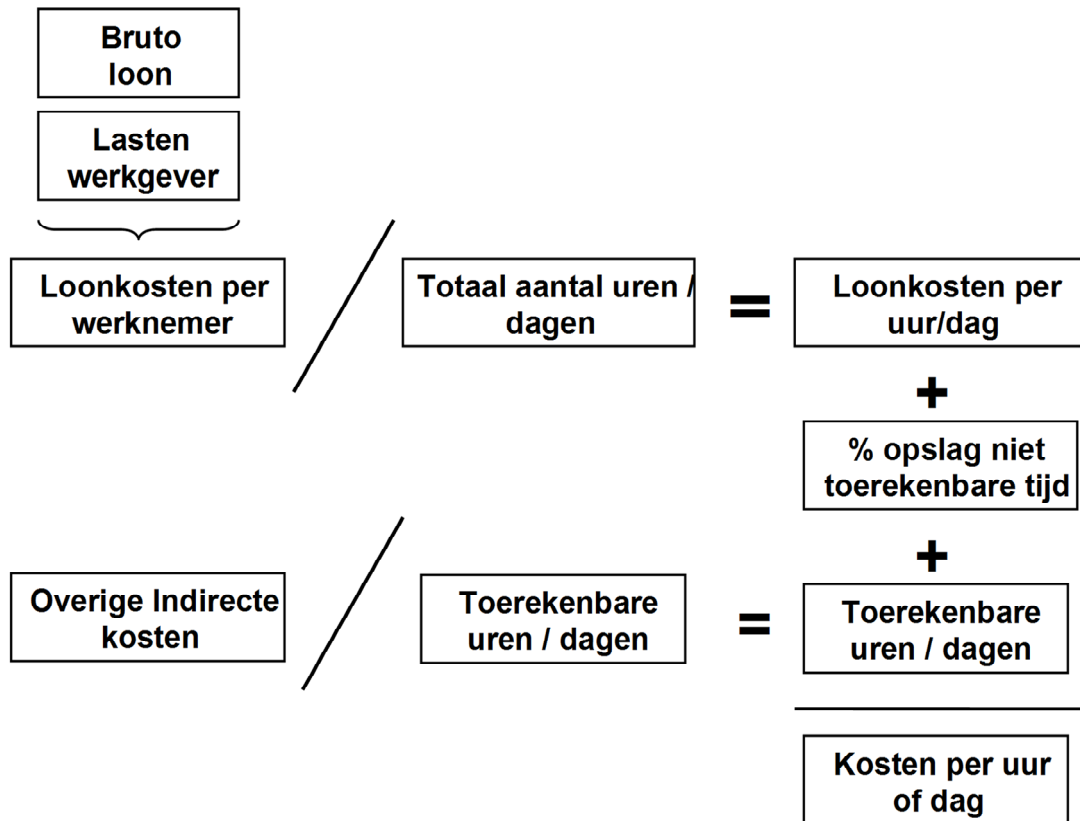 Bruto
loon
Lasten
werkgever
Loonkosten per
werknemer
/
Totaal aantal uren /
dagen
=
Loonkosten per
uur/dag
+
% opslag niet
toerekenbare tijd
+
Overige Indirecte
kosten
/
Toerekenbare
uren / dagen
=
Toerekenbare
uren / dagen
Kosten per uur
of dag